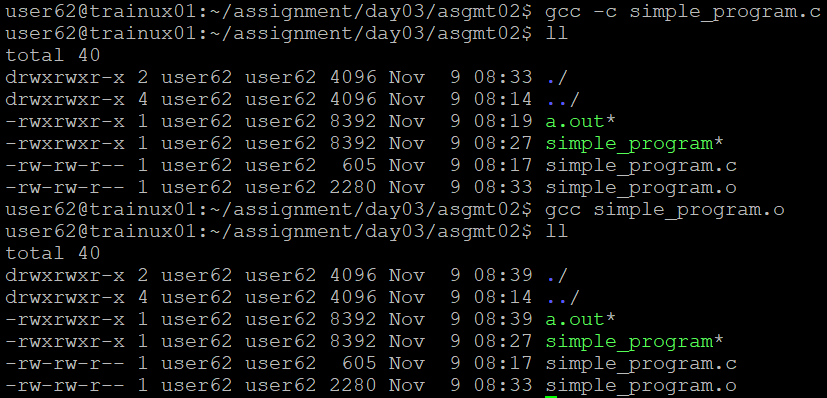 user62@trainux01:~/assignment/day03/asgmt02$ gcc -c simple_program.c
user62@trainux01:~/assignment/day03/asgmt02$ ll
total 40
drwxrwxr-x 2 user62 user62 4096 Nov  9 08:33 ./
drwxrwxr-x 4 user62 user62 4096 Nov  9 08:14 ../
-rwxrwxr-x 1 user62 user62 8392 Nov  9 08:19 a.out*
-rwxrwxr-x 1 user62 user62 8392 Nov  9 08:27 simple_program*
-rw-rw-r-- 1 user62 user62  605 Nov  9 08:17 simple_program.c
-rw-rw-r-- 1 user62 user62 2280 Nov  9 08:33 simple_program.o
user62@trainux01:~/assignment/day03/asgmt02$ gcc simple_program.o
user62@trainux01:~/assignment/day03/asgmt02$ ll
total 40
drwxrwxr-x 2 user62 user62 4096 Nov  9 08:39 ./
drwxrwxr-x 4 user62 user62 4096 Nov  9 08:14 ../
-rwxrwxr-x 1 user62 user62 8392 Nov  9 08:39 a.out*
-rwxrwxr-x 1 user62 user62 8392 Nov  9 08:27 simple_program*
-rw-rw-r-- 1 user62 user62  605 Nov  9 08:17 simple_program.c
-rw-rw-r-- 1 user62 user62 2280 Nov  9 08:33 simple_program.o